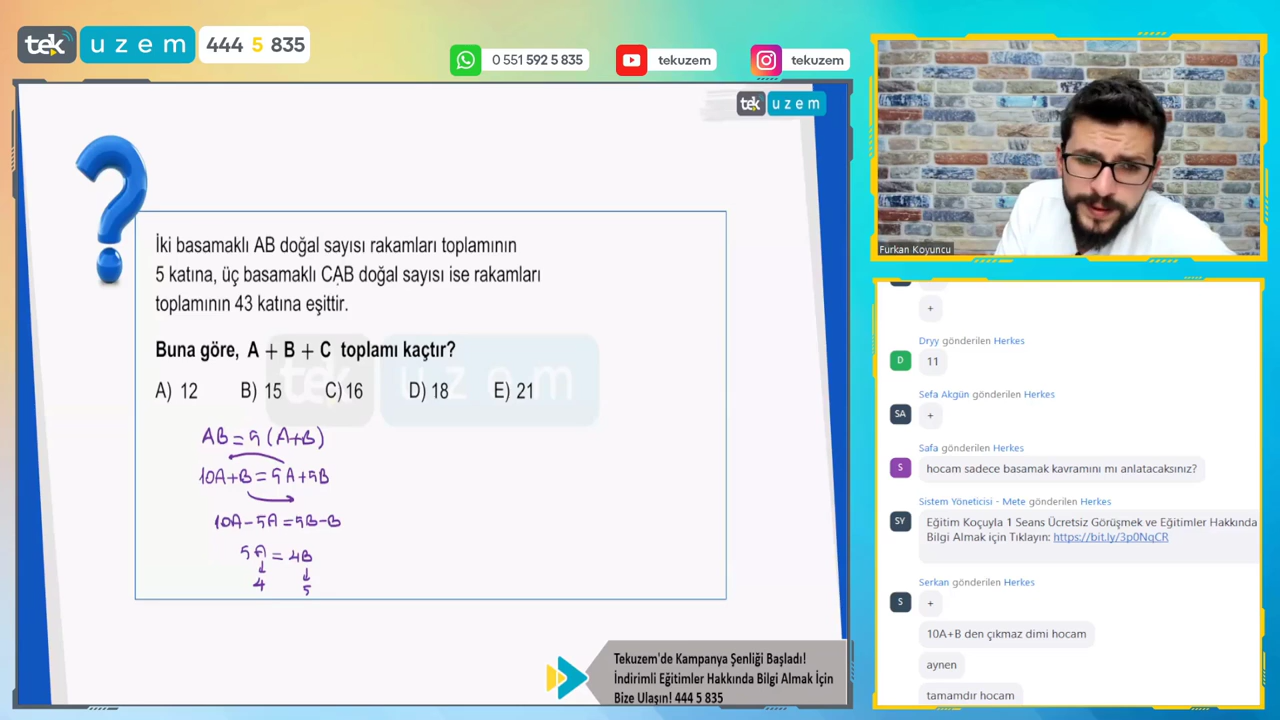 tek uzem 444 5 835
0 551 592 5 835 tekuzem tekuzem
tek uzem
İki basamaklı AB doğal sayısı rakamları toplamının
5 katına, üç basamaklı CAB doğal sayısı ise rakamları
toplamının 43 katına eşittir.
Buna göre, A + B + C toplamı kaçtır?
A) 12 B) 15 C) 16 D) 18 E) 21
tek uzem
AB = 5 (A+B)
10A+B = 5A+5B
10A-5A = 5B-B
5A = 4B
4 5
Tekuzem'de Kampanya Şenliği Başladı!
İndirimli Eğitimler Hakkında Bilgi Almak İçin
Bize Ulaşın! 444 5 835
Furkan Koyuncu
+
Dryy gönderilen Herkes
D 11
Sefa Akgün gönderilen Herkes
SA +
Safa gönderilen Herkes
S hocam sadece basamak kavramını mı anlatacaksınız?
Sistem Yöneticisi - Mete gönderilen Herkes
SY Eğitim Koçuyla 1 Seans Ücretsiz Görüşmek ve Eğitimler Hakkında
Bilgi Almak için Tıklayın: https://bit.ly/3p0NqCR
Serkan gönderilen Herkes
S +
10A+B den çıkmaz dimi hocam
aynen
tamamdır hocam